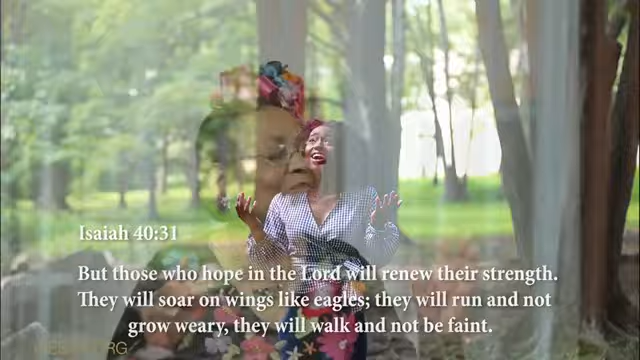 Isaiah 40:31
But those who hope in the Lord will renew their strength.
They will soar on wings like eagles; they will run and not
grow weary, they will walk and not be faint.